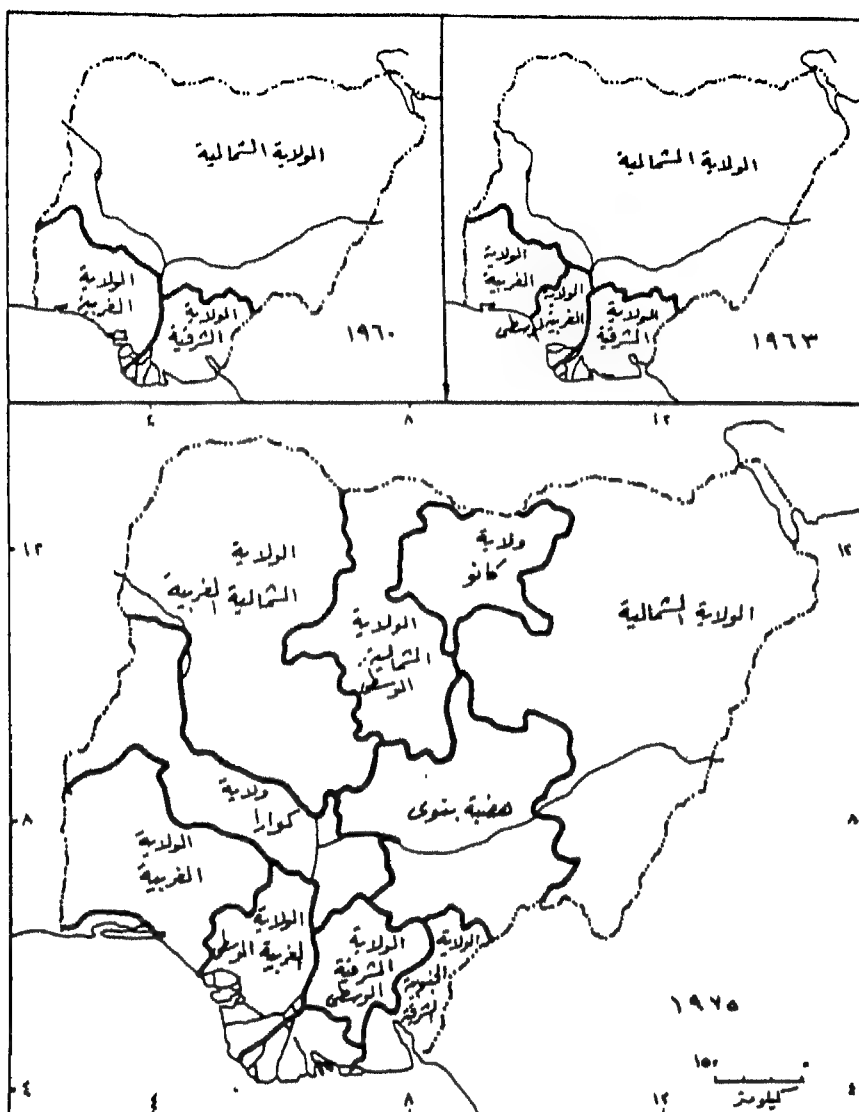 الولاية الشمالية
الولاية
الغربية
الولاية
الشرقية
١٩٦٠
الولاية الشمالية
الولاية
الغربية
الولاية
الغربية
الوسطى
الولاية
الشرقية
١٩٦٣
٤
٨
١٢
١٢
١٢
الولاية
الشمالية الغربية
ولاية
كانو
الولاية
الشمالية
الوسطى
الولاية الشمالية
ولاية
كوارا
هضبة بنوى
٨
٨
الولاية
الغربية
الولاية
الغربية الوسطى
الولاية
الشرقية
الوسطى
الولاية
الجنوبية
الشرقية
١٩٧٥
١٥٠
٠
كيلومتر
٤
٤
٤
٨
١٢